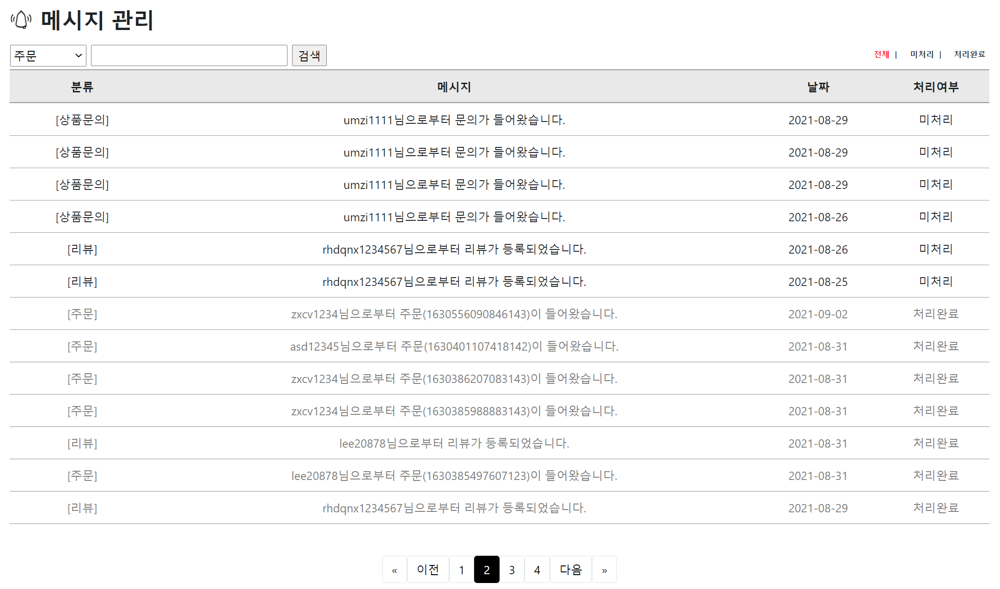 메시지 관리
주문 검색 전체 | 미처리 | 처리완료
분류 메시지 날짜 처리여부
[상품문의] umzi1111님으로부터 문의가 들어왔습니다. 2021-08-29 미처리
[상품문의] umzi1111님으로부터 문의가 들어왔습니다. 2021-08-29 미처리
[상품문의] umzi1111님으로부터 문의가 들어왔습니다. 2021-08-29 미처리
[상품문의] umzi1111님으로부터 문의가 들어왔습니다. 2021-08-26 미처리
[리뷰] rhdqnx1234567님으로부터 리뷰가 등록되었습니다. 2021-08-26 미처리
[리뷰] rhdqnx1234567님으로부터 리뷰가 등록되었습니다. 2021-08-25 미처리
[주문] zxcv1234님으로부터 주문(1630556090846143)이 들어왔습니다. 2021-09-02 처리완료
[주문] asd12345님으로부터 주문(1630401107418142)이 들어왔습니다. 2021-08-31 처리완료
[주문] zxcv1234님으로부터 주문(1630386207083143)이 들어왔습니다. 2021-08-31 처리완료
[주문] zxcv1234님으로부터 주문(1630385988883143)이 들어왔습니다. 2021-08-31 처리완료
[리뷰] lee20878님으로부터 리뷰가 등록되었습니다. 2021-08-31 처리완료
[주문] lee20878님으로부터 주문(1630385497607123)이 들어왔습니다. 2021-08-31 처리완료
[리뷰] rhdqnx1234567님으로부터 리뷰가 등록되었습니다. 2021-08-29 처리완료
« 이전 1 2 3 4 다음 »